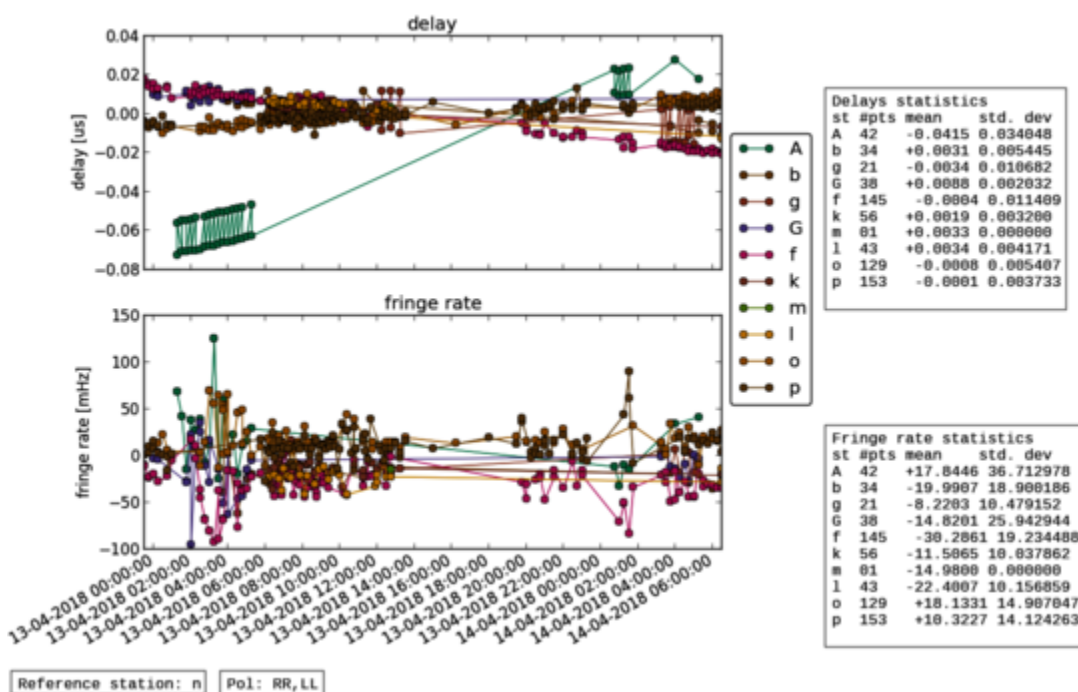 delay
0.04
0.02
0.00
−0.02
−0.04
−0.06
−0.08
delay [us]
fringe rate
150
100
50
0
−50
−100
fringe rate [mHz]
13-04-2018 00:00:00
13-04-2018 02:00:00
13-04-2018 04:00:00
13-04-2018 06:00:00
13-04-2018 08:00:00
13-04-2018 10:00:00
13-04-2018 12:00:00
13-04-2018 14:00:00
13-04-2018 16:00:00
13-04-2018 18:00:00
13-04-2018 20:00:00
13-04-2018 22:00:00
14-04-2018 00:00:00
14-04-2018 02:00:00
14-04-2018 04:00:00
14-04-2018 06:00:00
A
b
g
G
f
k
m
l
o
p
Delays statistics
st #pts mean std. dev
A 42 -0.0415 0.034048
b 34 +0.0031 0.005445
g 21 -0.0034 0.010682
G 38 +0.0088 0.002032
f 145 -0.0004 0.011409
k 56 +0.0019 0.003200
m 01 +0.0033 0.000000
l 43 +0.0034 0.004171
o 129 -0.0008 0.005407
p 153 -0.0001 0.003733
Fringe rate statistics
st #pts mean std. dev
A 42 +17.8446 36.712978
b 34 -19.9907 18.900186
g 21 -8.2203 10.479152
G 38 -14.8201 25.942944
f 145 -30.2861 19.234488
k 56 -11.5065 10.037862
m 01 -14.9800 0.000000
l 43 -22.4007 10.156859
o 129 +18.1331 14.907047
p 153 +10.3227 14.124263
Reference station: n
Pol: RR,LL